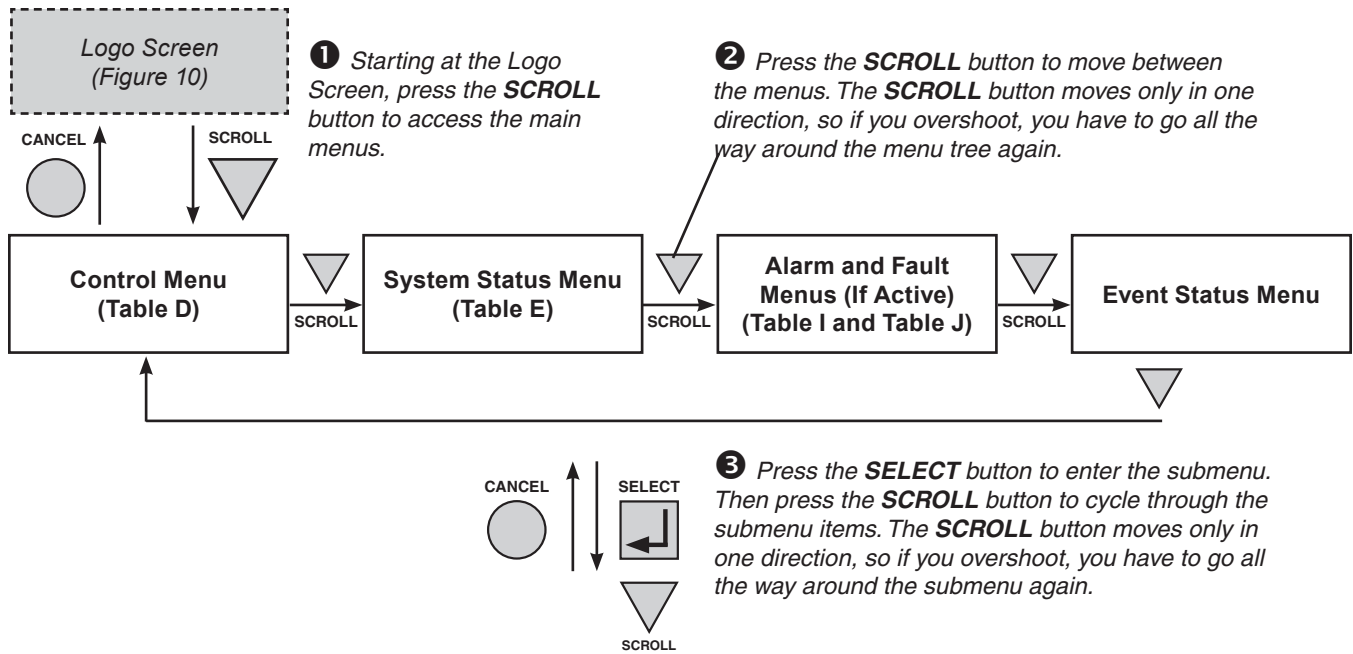 Logo Screen
(Figure 10)
❶ Starting at the Logo
Screen, press the SCROLL
button to access the main
menus.
❷ Press the SCROLL button to move between
the menus. The SCROLL button moves only in one
direction, so if you overshoot, you have to go all the
way around the menu tree again.
CANCEL
SCROLL
Control Menu
(Table D)
SCROLL
System Status Menu
(Table E)
SCROLL
Alarm and Fault
Menus (If Active)
(Table I and Table J)
SCROLL
Event Status Menu
CANCEL
SELECT
SCROLL
❸ Press the SELECT button to enter the submenu.
Then press the SCROLL button to cycle through the
submenu items. The SCROLL button moves only in
one direction, so if you overshoot, you have to go all
the way around the submenu again.